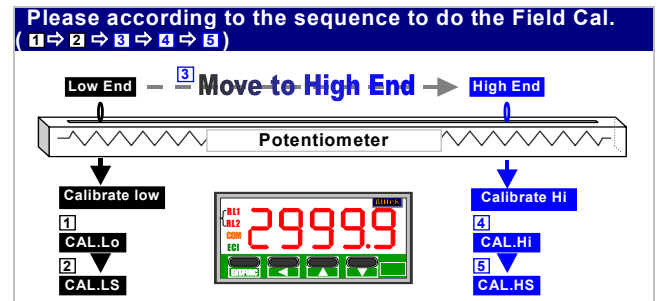 Please according to the sequence to do the Field Cal.
( 1 ⇨ 2 ⇨ 3 ⇨ 4 ⇨ 5 )
Low End
3 Move to High End
High End
Potentiometer
Calibrate low
Calibrate Hi
1
CAL.Lo
2
CAL.LS
RL1
RL2
COM
ECI
2999.9
4
CAL.Hi
5
CAL.HS